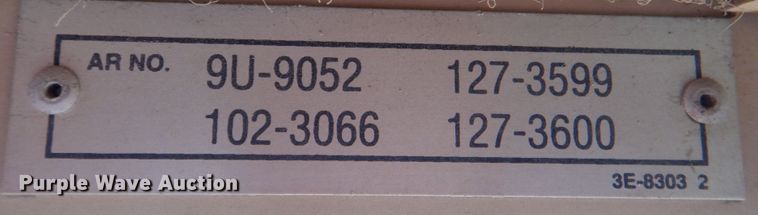 AR NO. 9U-9052 127-3599
102-3066 127-3600
3E-8303 2
Purple Wave Auction